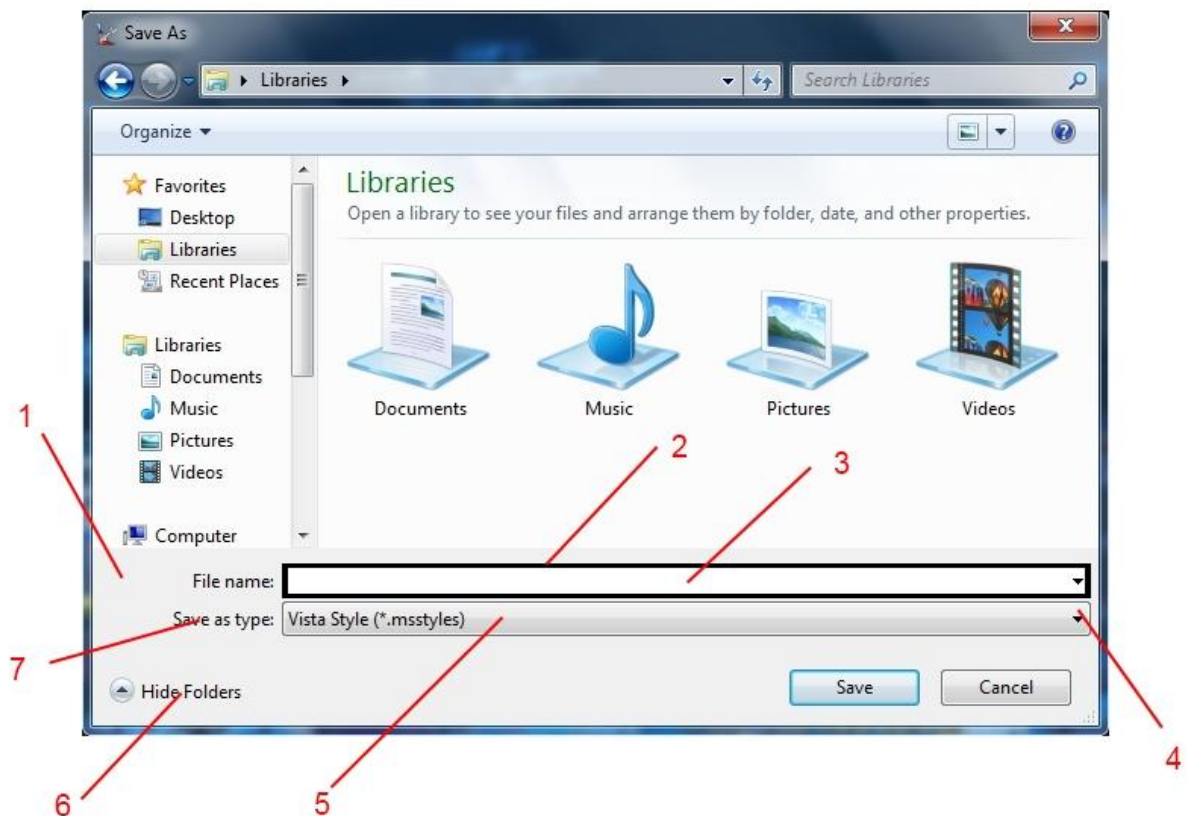 Save As
Libraries
Search Libraries
Organize
Favorites
Desktop
Libraries
Recent Places
Libraries
Documents
Music
Pictures
Videos
Computer
Libraries
Open a library to see your files and arrange them by folder, date, and other properties.
Documents
Music
Pictures
Videos
1
2
3
File name:
Save as type: Vista Style (*.msstyles)
7
Hide Folders
Save
Cancel
4
6
5